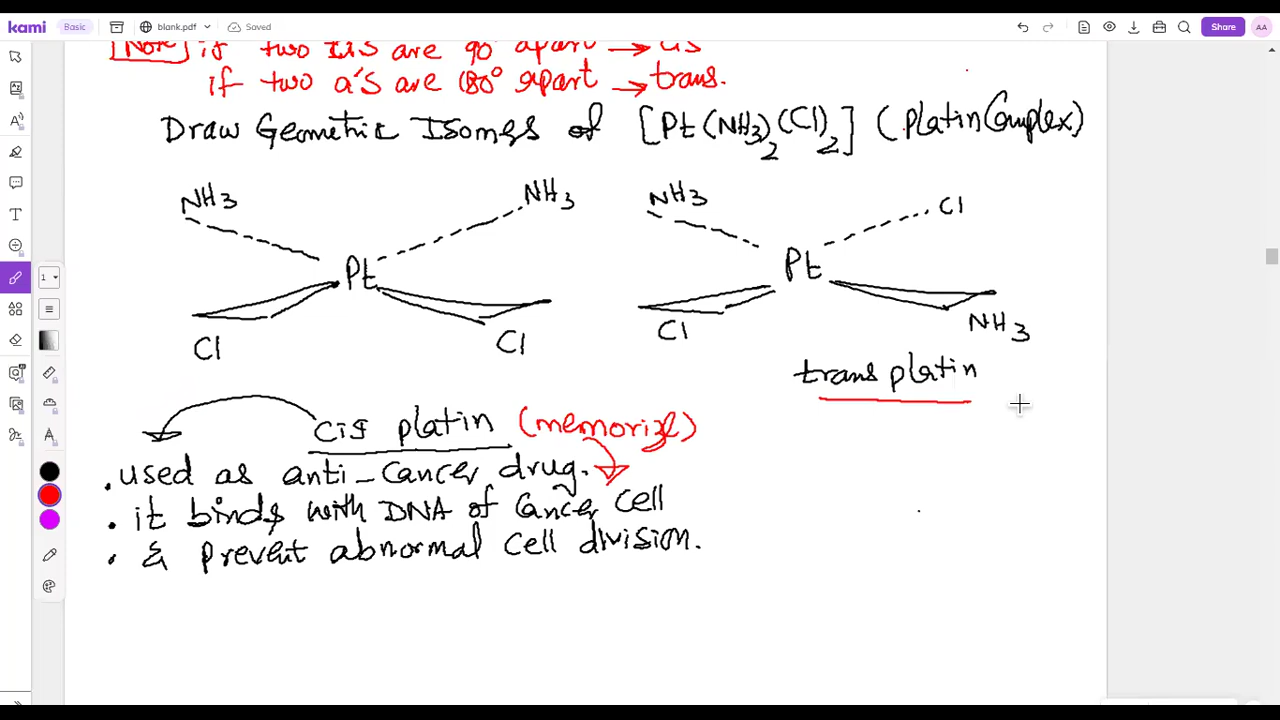 kami
Basic
blank.pdf
Saved
AA
Share
[Note] if two a's are 90° apart → cis
if two a's are 180° apart → trans.
Draw Geometric Isomers of [Pt(NH3)2(Cl)2] (Platin Complex)
NH3 NH3 NH3 Cl
Pt Pt
Cl Cl Cl NH3
trans platin
cis platin (memorize)
. used as anti-cancer drug.
. it binds with DNA of Cancer cell
. & prevent abnormal cell division.
1